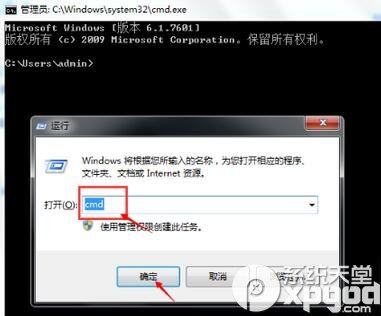 管理员: C:\Windows\system32\cmd.exe
Microsoft Windows [版本 6.1.7601]
版权所有 (c) 2009 Microsoft Corporation。保留所有权利。
C:\Users\admin>
运行
Windows 将根据您所输入的名称，为您打开相应的程序、
文件夹、文档或 Internet 资源。
打开(O): cmd
使用管理权限创建此任务。
确定 取消
系统天堂
xpgod.com